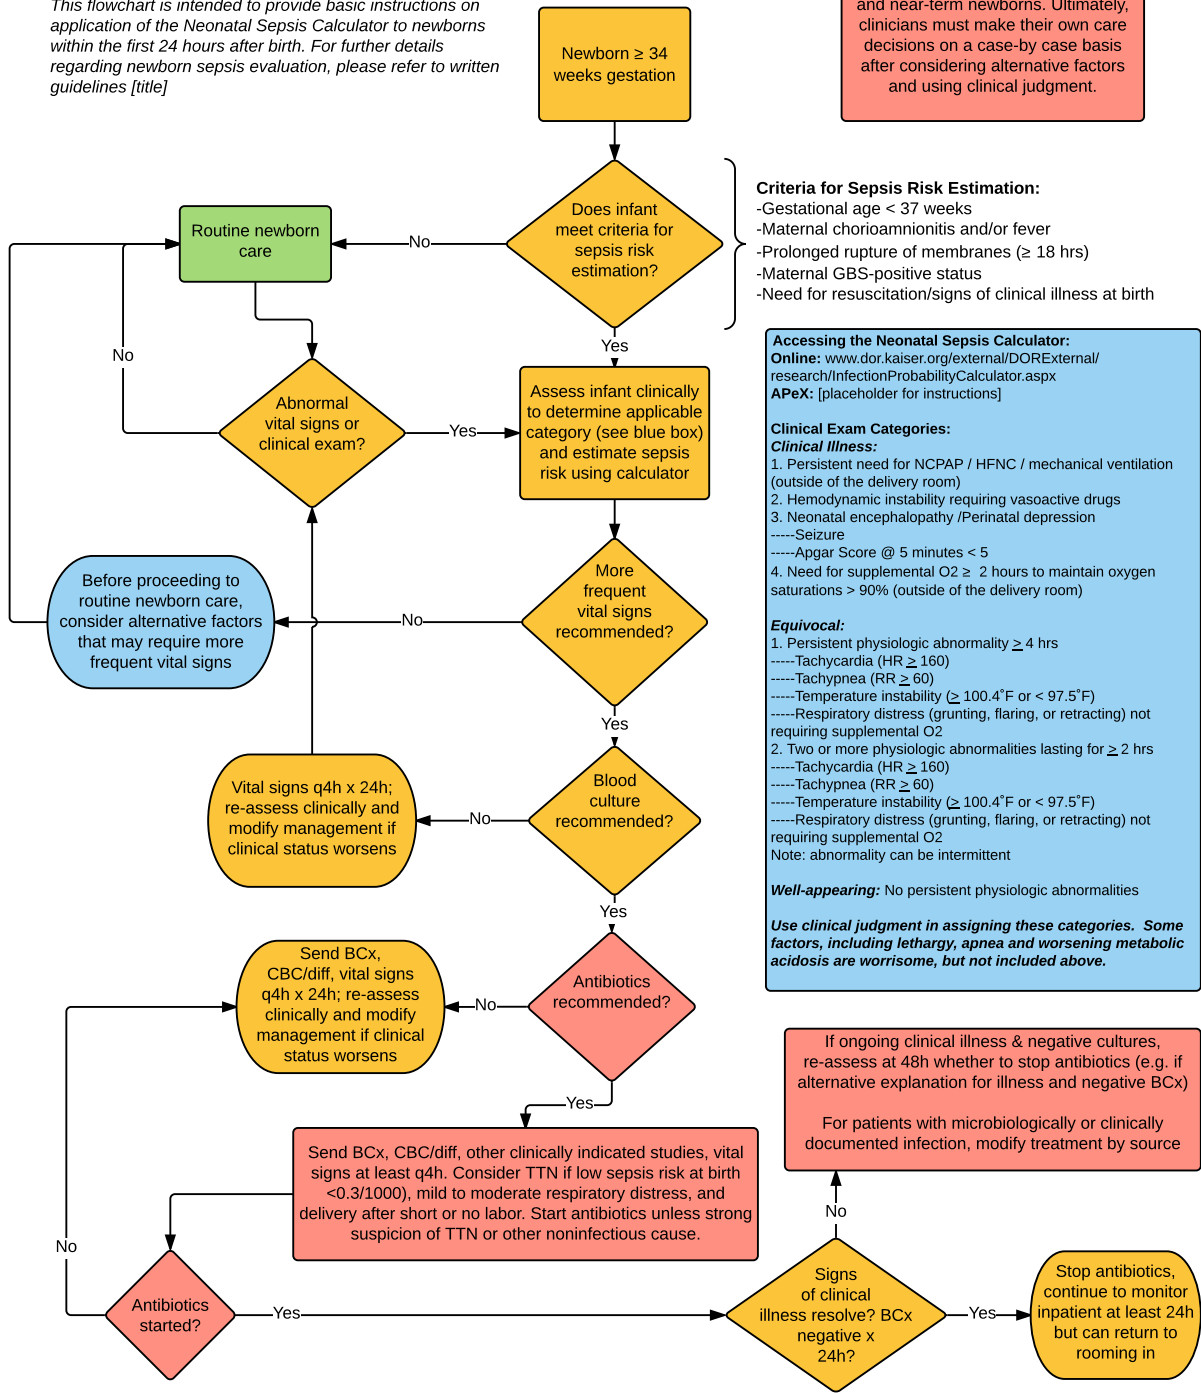 This flowchart is intended to provide basic instructions on
application of the Neonatal Sepsis Calculator to newborns
within the first 24 hours after birth. For further details
regarding newborn sepsis evaluation, please refer to written
guidelines [title]
Newborn ≥ 34
weeks gestation
and near-term newborns. Ultimately,
clinicians must make their own care
decisions on a case-by case basis
after considering alternative factors
and using clinical judgment.
Does infant
meet criteria for
sepsis risk
estimation?
Criteria for Sepsis Risk Estimation:
-Gestational age < 37 weeks
-Maternal chorioamnionitis and/or fever
-Prolonged rupture of membranes (≥ 18 hrs)
-Maternal GBS-positive status
-Need for resuscitation/signs of clinical illness at birth
No
Routine newborn
care
Yes
No
Abnormal
vital signs or
clinical exam?
Yes
Assess infant clinically
to determine applicable
category (see blue box)
and estimate sepsis
risk using calculator
Accessing the Neonatal Sepsis Calculator:
Online: www.dor.kaiser.org/external/DORExternal/
research/InfectionProbabilityCalculator.aspx
APeX: [placeholder for instructions]
Clinical Exam Categories:
Clinical Illness:
1. Persistent need for NCPAP / HFNC / mechanical ventilation
(outside of the delivery room)
2. Hemodynamic instability requiring vasoactive drugs
3. Neonatal encephalopathy /Perinatal depression
-----Seizure
-----Apgar Score @ 5 minutes < 5
4. Need for supplemental O2 ≥  2 hours to maintain oxygen
saturations > 90% (outside of the delivery room)
Equivocal:
1. Persistent physiologic abnormality > 4 hrs
-----Tachycardia (HR > 160)
-----Tachypnea (RR > 60)
-----Temperature instability (> 100.4˚F or < 97.5˚F)
-----Respiratory distress (grunting, flaring, or retracting) not
requiring supplemental O2
2. Two or more physiologic abnormalities lasting for > 2 hrs
-----Tachycardia (HR > 160)
-----Tachypnea (RR > 60)
-----Temperature instability (> 100.4˚F or < 97.5˚F)
-----Respiratory distress (grunting, flaring, or retracting) not
requiring supplemental O2
Note: abnormality can be intermittent
Well-appearing: No persistent physiologic abnormalities
Use clinical judgment in assigning these categories.  Some
factors, including lethargy, apnea and worsening metabolic
acidosis are worrisome, but not included above.
More
frequent
vital signs
recommended?
No
Before proceeding to
routine newborn care,
consider alternative factors
that may require more
frequent vital signs
Yes
Blood
culture
recommended?
No
Vital signs q4h x 24h;
re-assess clinically and
modify management if
clinical status worsens
Yes
Antibiotics
recommended?
No
Send BCx,
CBC/diff, vital signs
q4h x 24h; re-assess
clinically and modify
management if clinical
status worsens
Yes
Send BCx, CBC/diff, other clinically indicated studies, vital
signs at least q4h. Consider TTN if low sepsis risk at birth
<0.3/1000), mild to moderate respiratory distress, and
delivery after short or no labor. Start antibiotics unless strong
suspicion of TTN or other noninfectious cause.
If ongoing clinical illness & negative cultures,
re-assess at 48h whether to stop antibiotics (e.g. if
alternative explanation for illness and negative BCx)
For patients with microbiologically or clinically
documented infection, modify treatment by source
No
No
Antibiotics
started?
Yes
Signs
of clinical
illness resolve? BCx
negative x
24h?
Yes
Stop antibiotics,
continue to monitor
inpatient at least 24h
but can return to
rooming in